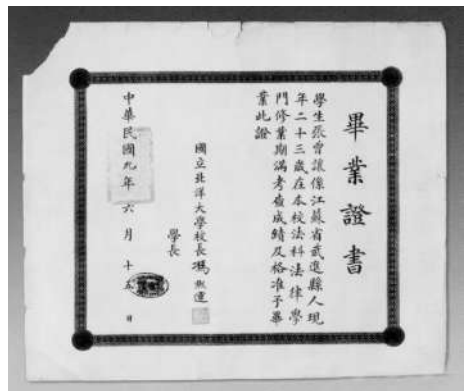 畢業證書
學生張曾讓係江蘇省武進縣人現
年二十三歲在本校法科法律學
門修業期滿考查成績及格准予畢
業此證
國立北洋大學校長馮熙運
學長
中華民國九年六月十五日